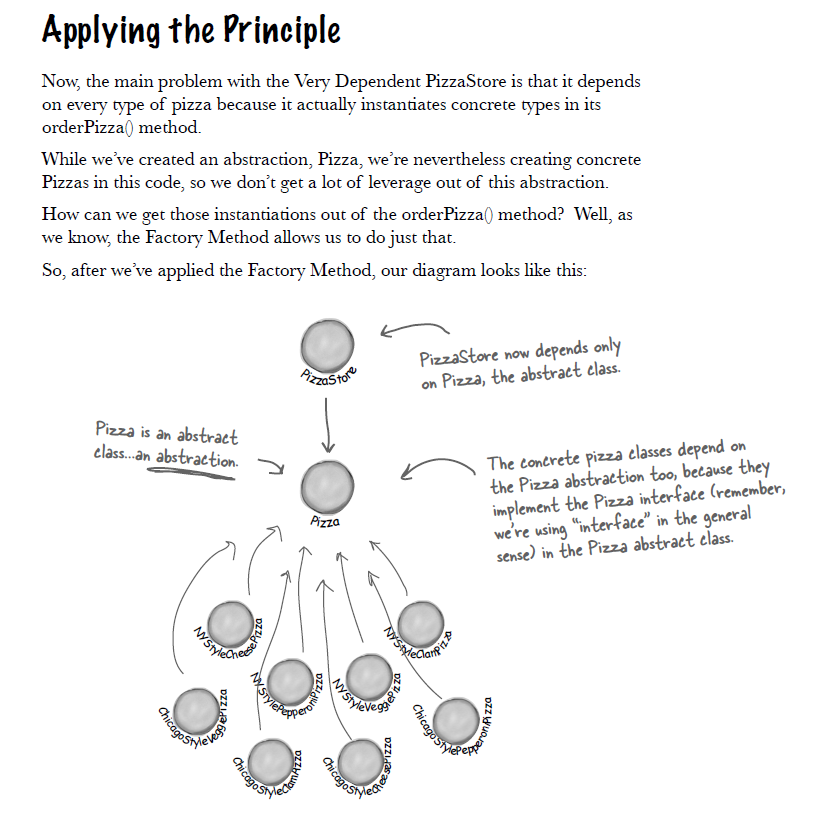 Applying the Principle
Now, the main problem with the Very Dependent PizzaStore is that it depends
on every type of pizza because it actually instantiates concrete types in its
orderPizza() method.
While we've created an abstraction, Pizza, we're nevertheless creating concrete
Pizzas in this code, so we don't get a lot of leverage out of this abstraction.
How can we get those instantiations out of the orderPizza() method?  Well, as
we know, the Factory Method allows us to do just that.
So, after we've applied the Factory Method, our diagram looks like this:
PizzaStore
PizzaStore now depends only
on Pizza, the abstract class.
Pizza is an abstract
class...an abstraction.
Pizza
The concrete pizza classes depend on
the Pizza abstraction too, because they
implement the Pizza interface (remember,
we're using "interface" in the general
sense) in the Pizza abstract class.
NYStyleCheesePizza
NYStyleClamPizza
NYStylePepperoniPizza
NYStyleVeggiePizza
ChicagoStyleVeggiePizza
ChicagoStylePepperoniPizza
ChicagoStyleClamPizza
ChicagoStyleCheesePizza